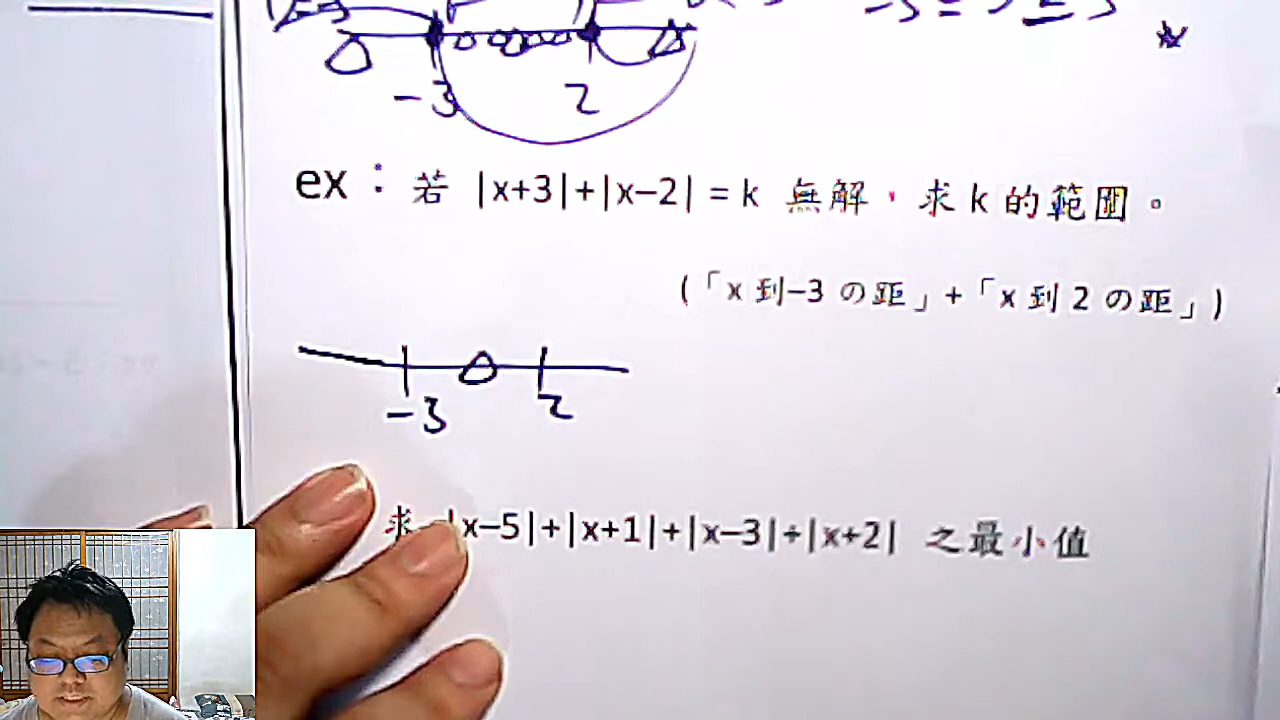 -3 2
ex：若 |x+3|+|x-2| = k 無解，求 k 的範圍。
(「x 到-3 の距」+「x 到 2 の距」)
-3 2
求 |x-5|+|x+1|+|x-3|+|x+2| 之最小值